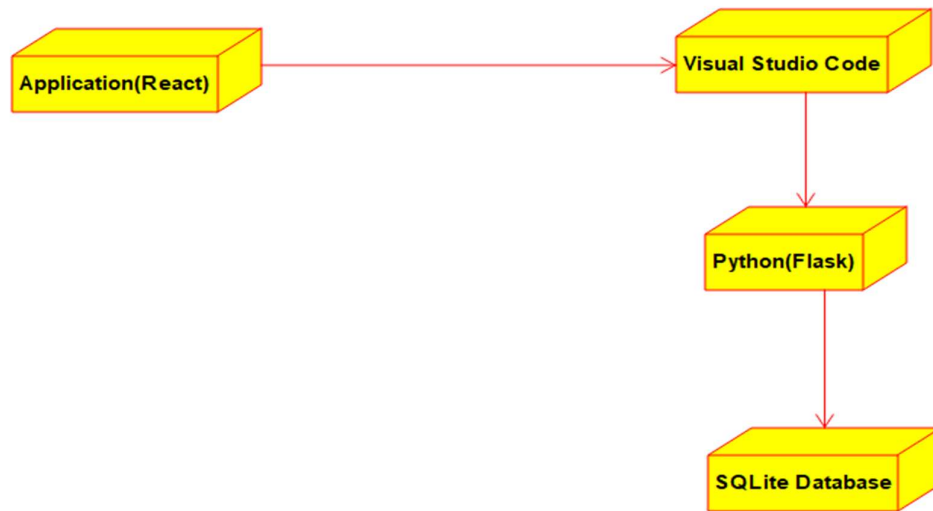 Application(React)
Visual Studio Code
Python(Flask)
SQLite Database